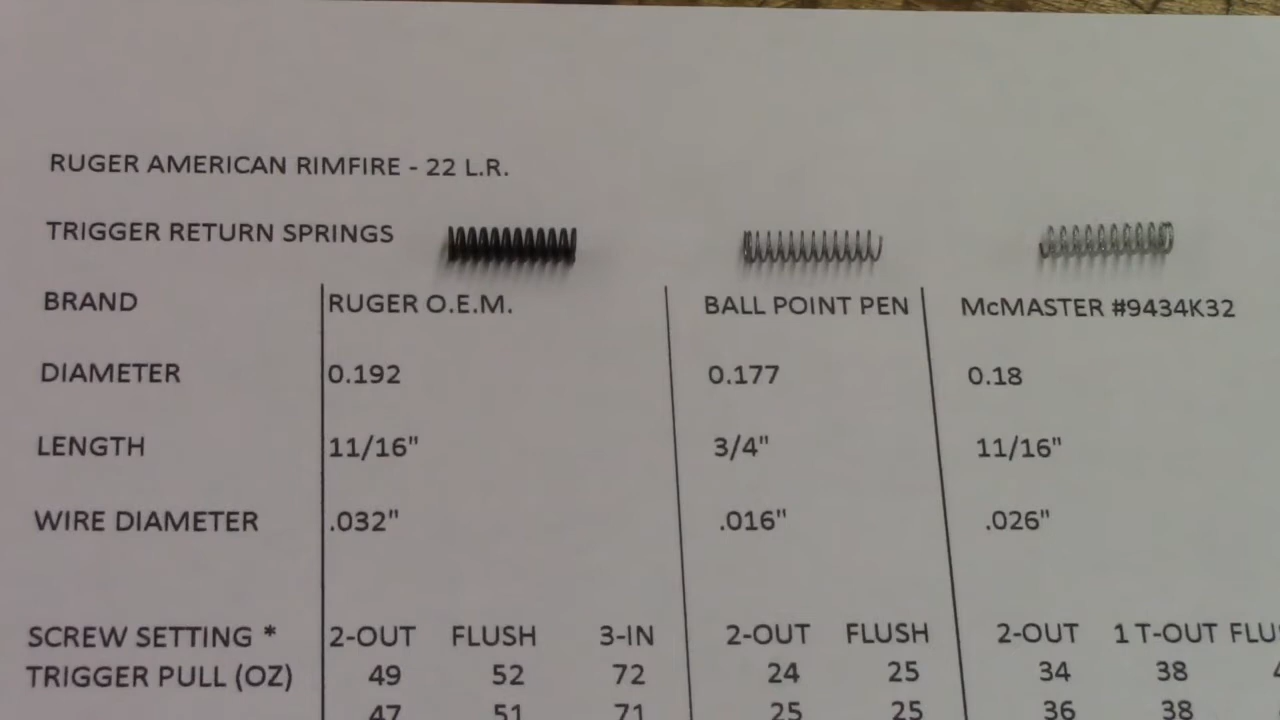 RUGER AMERICAN RIMFIRE - 22 L.R.
TRIGGER RETURN SPRINGS
BRAND RUGER O.E.M. BALL POINT PEN McMASTER #9434K32
DIAMETER 0.192 0.177 0.18
LENGTH 11/16" 3/4" 11/16"
WIRE DIAMETER .032" .016" .026"
SCREW SETTING * 2-OUT FLUSH 3-IN 2-OUT FLUSH 2-OUT 1 T-OUT
TRIGGER PULL (OZ) 49 52 72 24 25 34 38
47 51 71 25 25 36 38